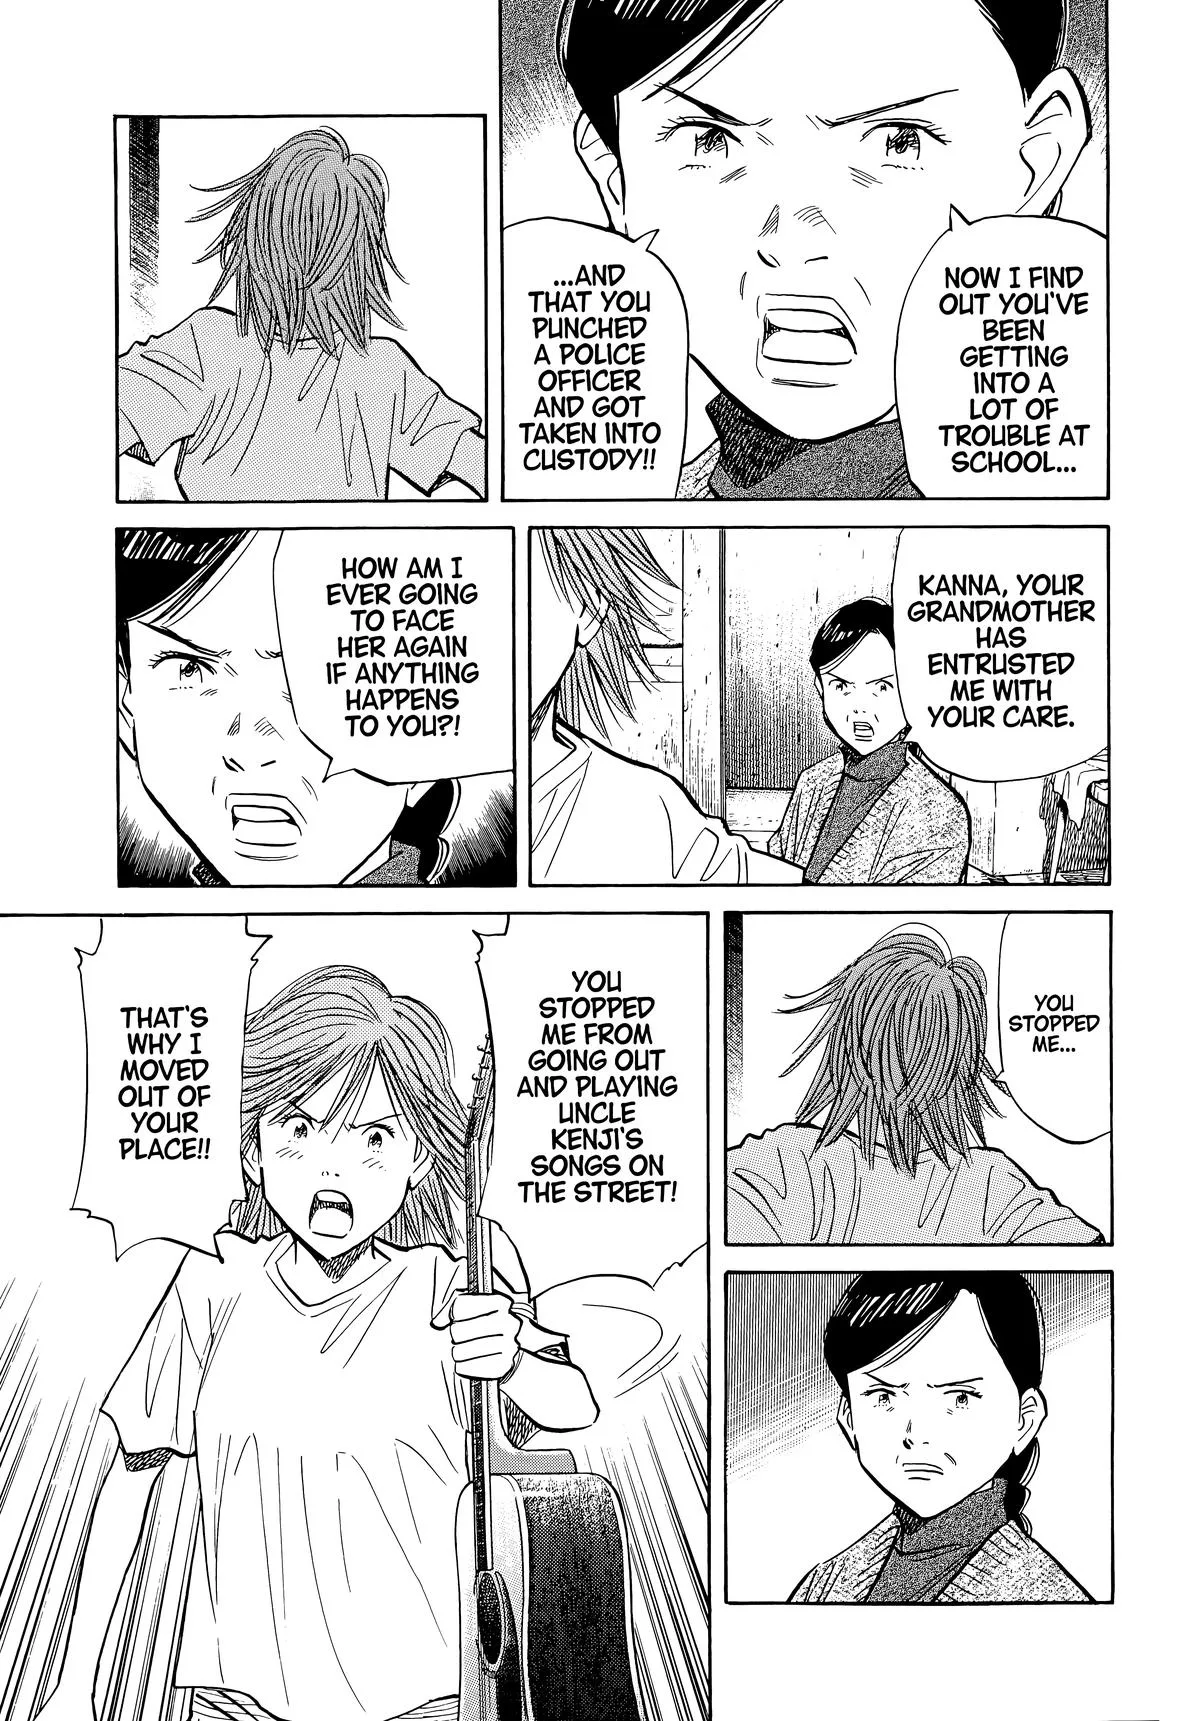 NOW I FIND
OUT YOU'VE
BEEN
GETTING
INTO A
LOT OF
TROUBLE AT
SCHOOL...
...AND
THAT YOU
PUNCHED
A POLICE
OFFICER
AND GOT
TAKEN INTO
CUSTODY!!
KANNA, YOUR
GRANDMOTHER
HAS
ENTRUSTED
ME WITH
YOUR CARE.
HOW AM I
EVER GOING
TO FACE
HER AGAIN
IF ANYTHING
HAPPENS
TO YOU?!
YOU
STOPPED
ME...
YOU
STOPPED
ME FROM
GOING OUT
AND PLAYING
UNCLE
KENJI'S
SONGS ON
THE STREET!
THAT'S
WHY I
MOVED
OUT OF
YOUR
PLACE!!